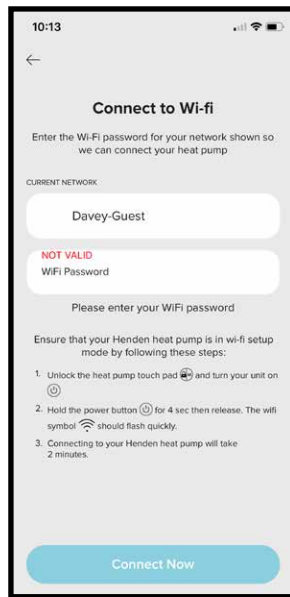 10:13
Connect to Wi-fi
Enter the Wi-Fi password for your network shown so
we can connect your heat pump
CURRENT NETWORK
Davey-Guest
NOT VALID
WiFi Password
Please enter your WiFi password
Ensure that your Henden heat pump is in wi-fi setup
mode by following these steps:
1. Unlock the heat pump touch pad and turn your unit on
2. Hold the power button for 4 sec then release. The wifi
symbol should flash quickly.
3. Connecting to your Henden heat pump will take
2 minutes.
Connect Now